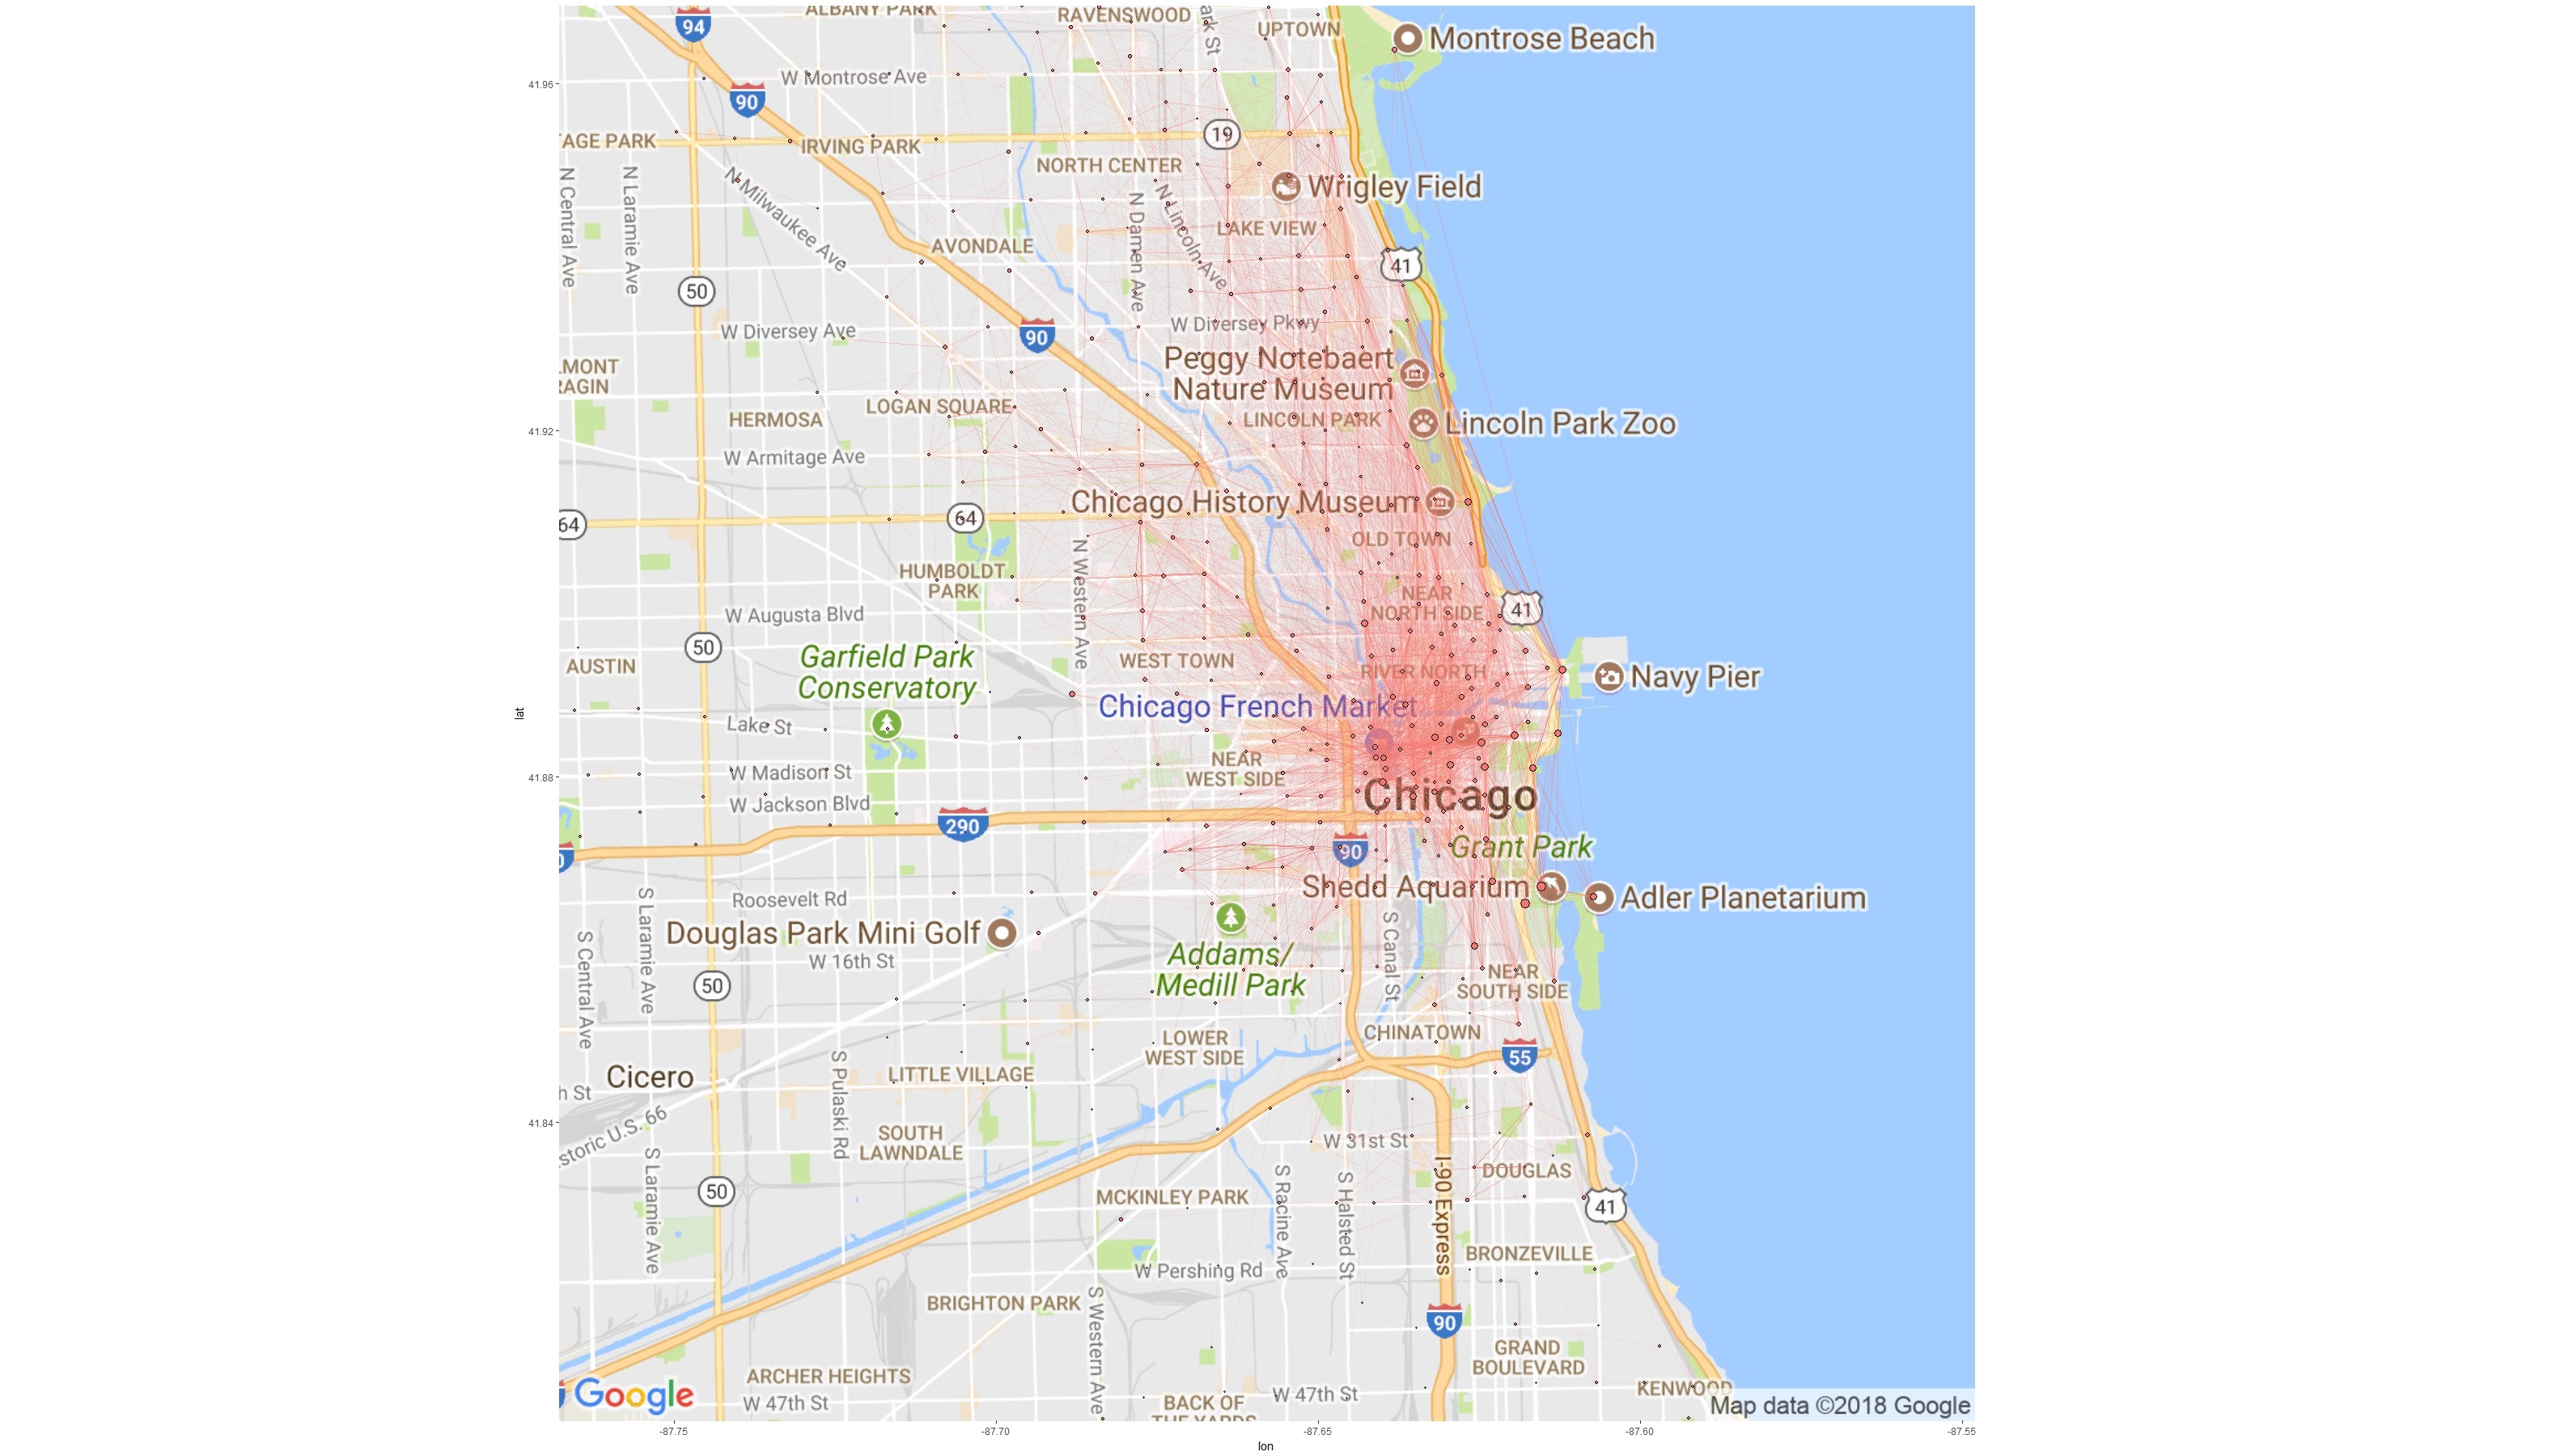 ALBANY PARK
RAVENSWOOD
UPTOWN
ark St
94
Montrose Beach
W Montrose Ave
41.96
90
19
TAGE PARK
IRVING PARK
NORTH CENTER
N Central Ave
N Laramie Ave
N Milwaukee Ave
N Damen Ave
N Lincoln Ave
Wrigley Field
LAKE VIEW
AVONDALE
41
50
W Diversey Ave
90
W Diversey Pkwy
Peggy Notebaert
Nature Museum
LMONT
RAGIN
HERMOSA
LOGAN SQUARE
LINCOLN PARK
Lincoln Park Zoo
41.92
W Armitage Ave
Chicago History Museum
64
64
OLD TOWN
HUMBOLDT
PARK
N Western Ave
NEAR
NORTH SIDE
41
W Augusta Blvd
50
Garfield Park
Conservatory
AUSTIN
WEST TOWN
RIVER NORTH
Navy Pier
Chicago French Market
lat
Lake St
NEAR
WEST SIDE
41.88
W Madison St
W Jackson Blvd
Chicago
290
90
Grant Park
0
Shedd Aquarium
Adler Planetarium
Roosevelt Rd
S Laramie Ave
S Central Ave
Douglas Park Mini Golf
W 16th St
Addams/
Medill Park
S Canal St
NEAR
SOUTH SIDE
50
CHINATOWN
LOWER
WEST SIDE
55
Cicero
LITTLE VILLAGE
h St
S Pulaski Rd
storic U.S. 66
41.84
SOUTH
LAWNDALE
W 31st St
S Laramie Ave
DOUGLAS
50
MCKINLEY PARK
S Racine Ave
S Halsted St
I-90 Express
41
BRONZEVILLE
W Pershing Rd
BRIGHTON PARK
S Western Ave
90
GRAND
BOULEVARD
ARCHER HEIGHTS
KENWOOD
Google
W 47th St
BACK OF
THE YARDS
W 47th St
Map data ©2018 Google
-87.75
-87.70
-87.65
-87.60
-87.55
lon